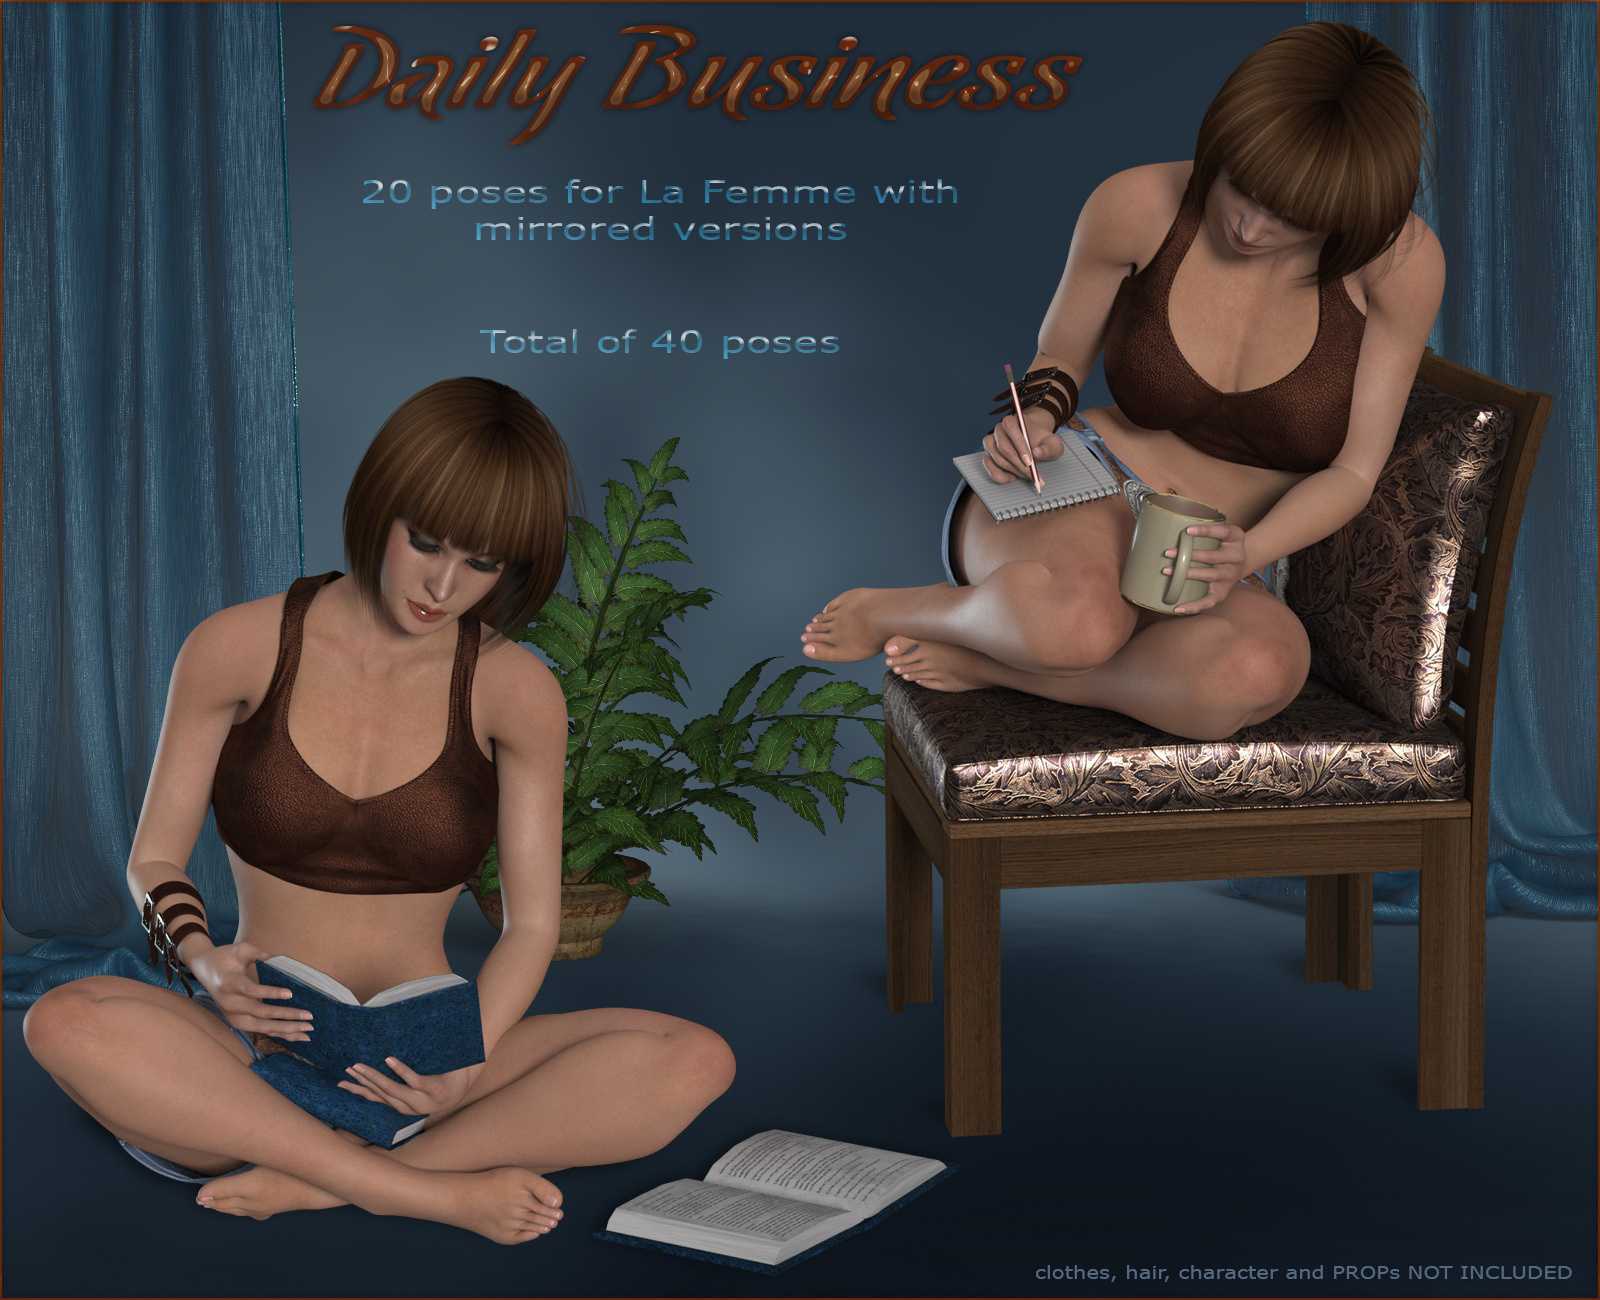 Daily Business
20 poses for La Femme with
mirrored versions
Total of 40 poses
clothes, hair, character and PROPs NOT INCLUDED